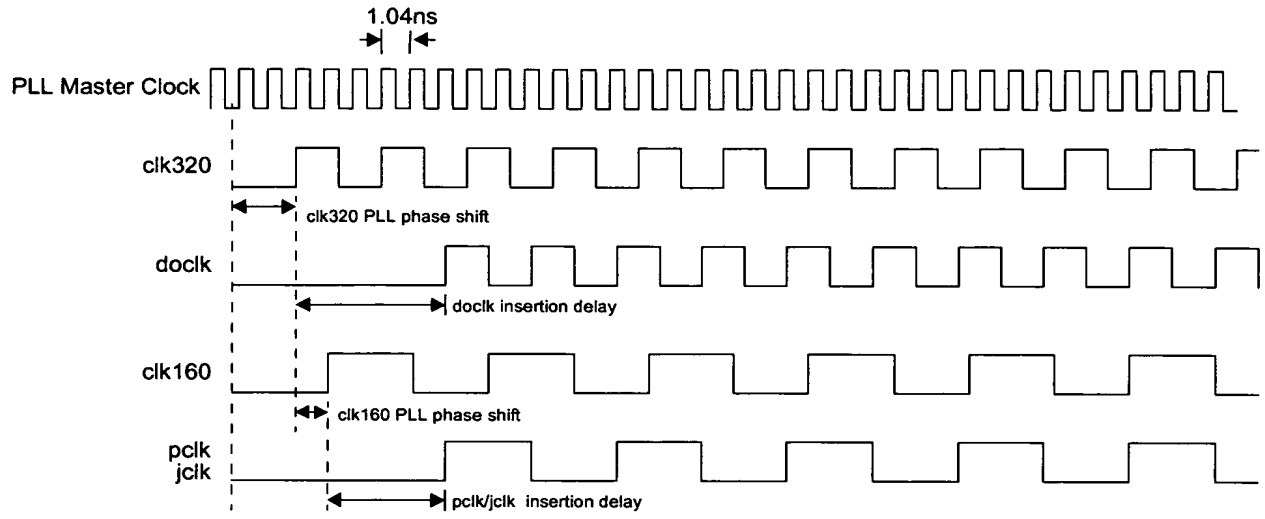 1.04ns
PLL Master Clock
clk320
clk320 PLL phase shift
doclk
doclk insertion delay
clk160
clk160 PLL phase shift
pclk
jclk
pclk/jclk insertion delay